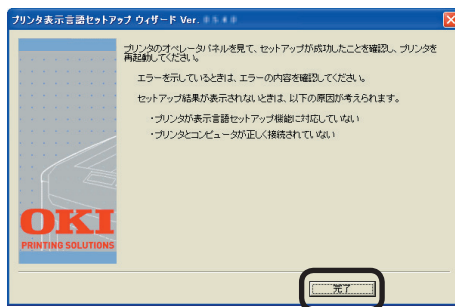 プリンタ表示言語セットアップ ウィザード Ver.
プリンタのオペレータパネルを見て、セットアップが成功したことを確認し、プリンタを
再起動してください。
エラーを示しているときは、エラーの内容を確認してください。
セットアップ結果が表示されないときは、以下の原因が考えられます。
・プリンタが表示言語セットアップ機能に対応していない
・プリンタとコンピュータが正しく接続されていない
OKI
PRINTING SOLUTIONS
完了